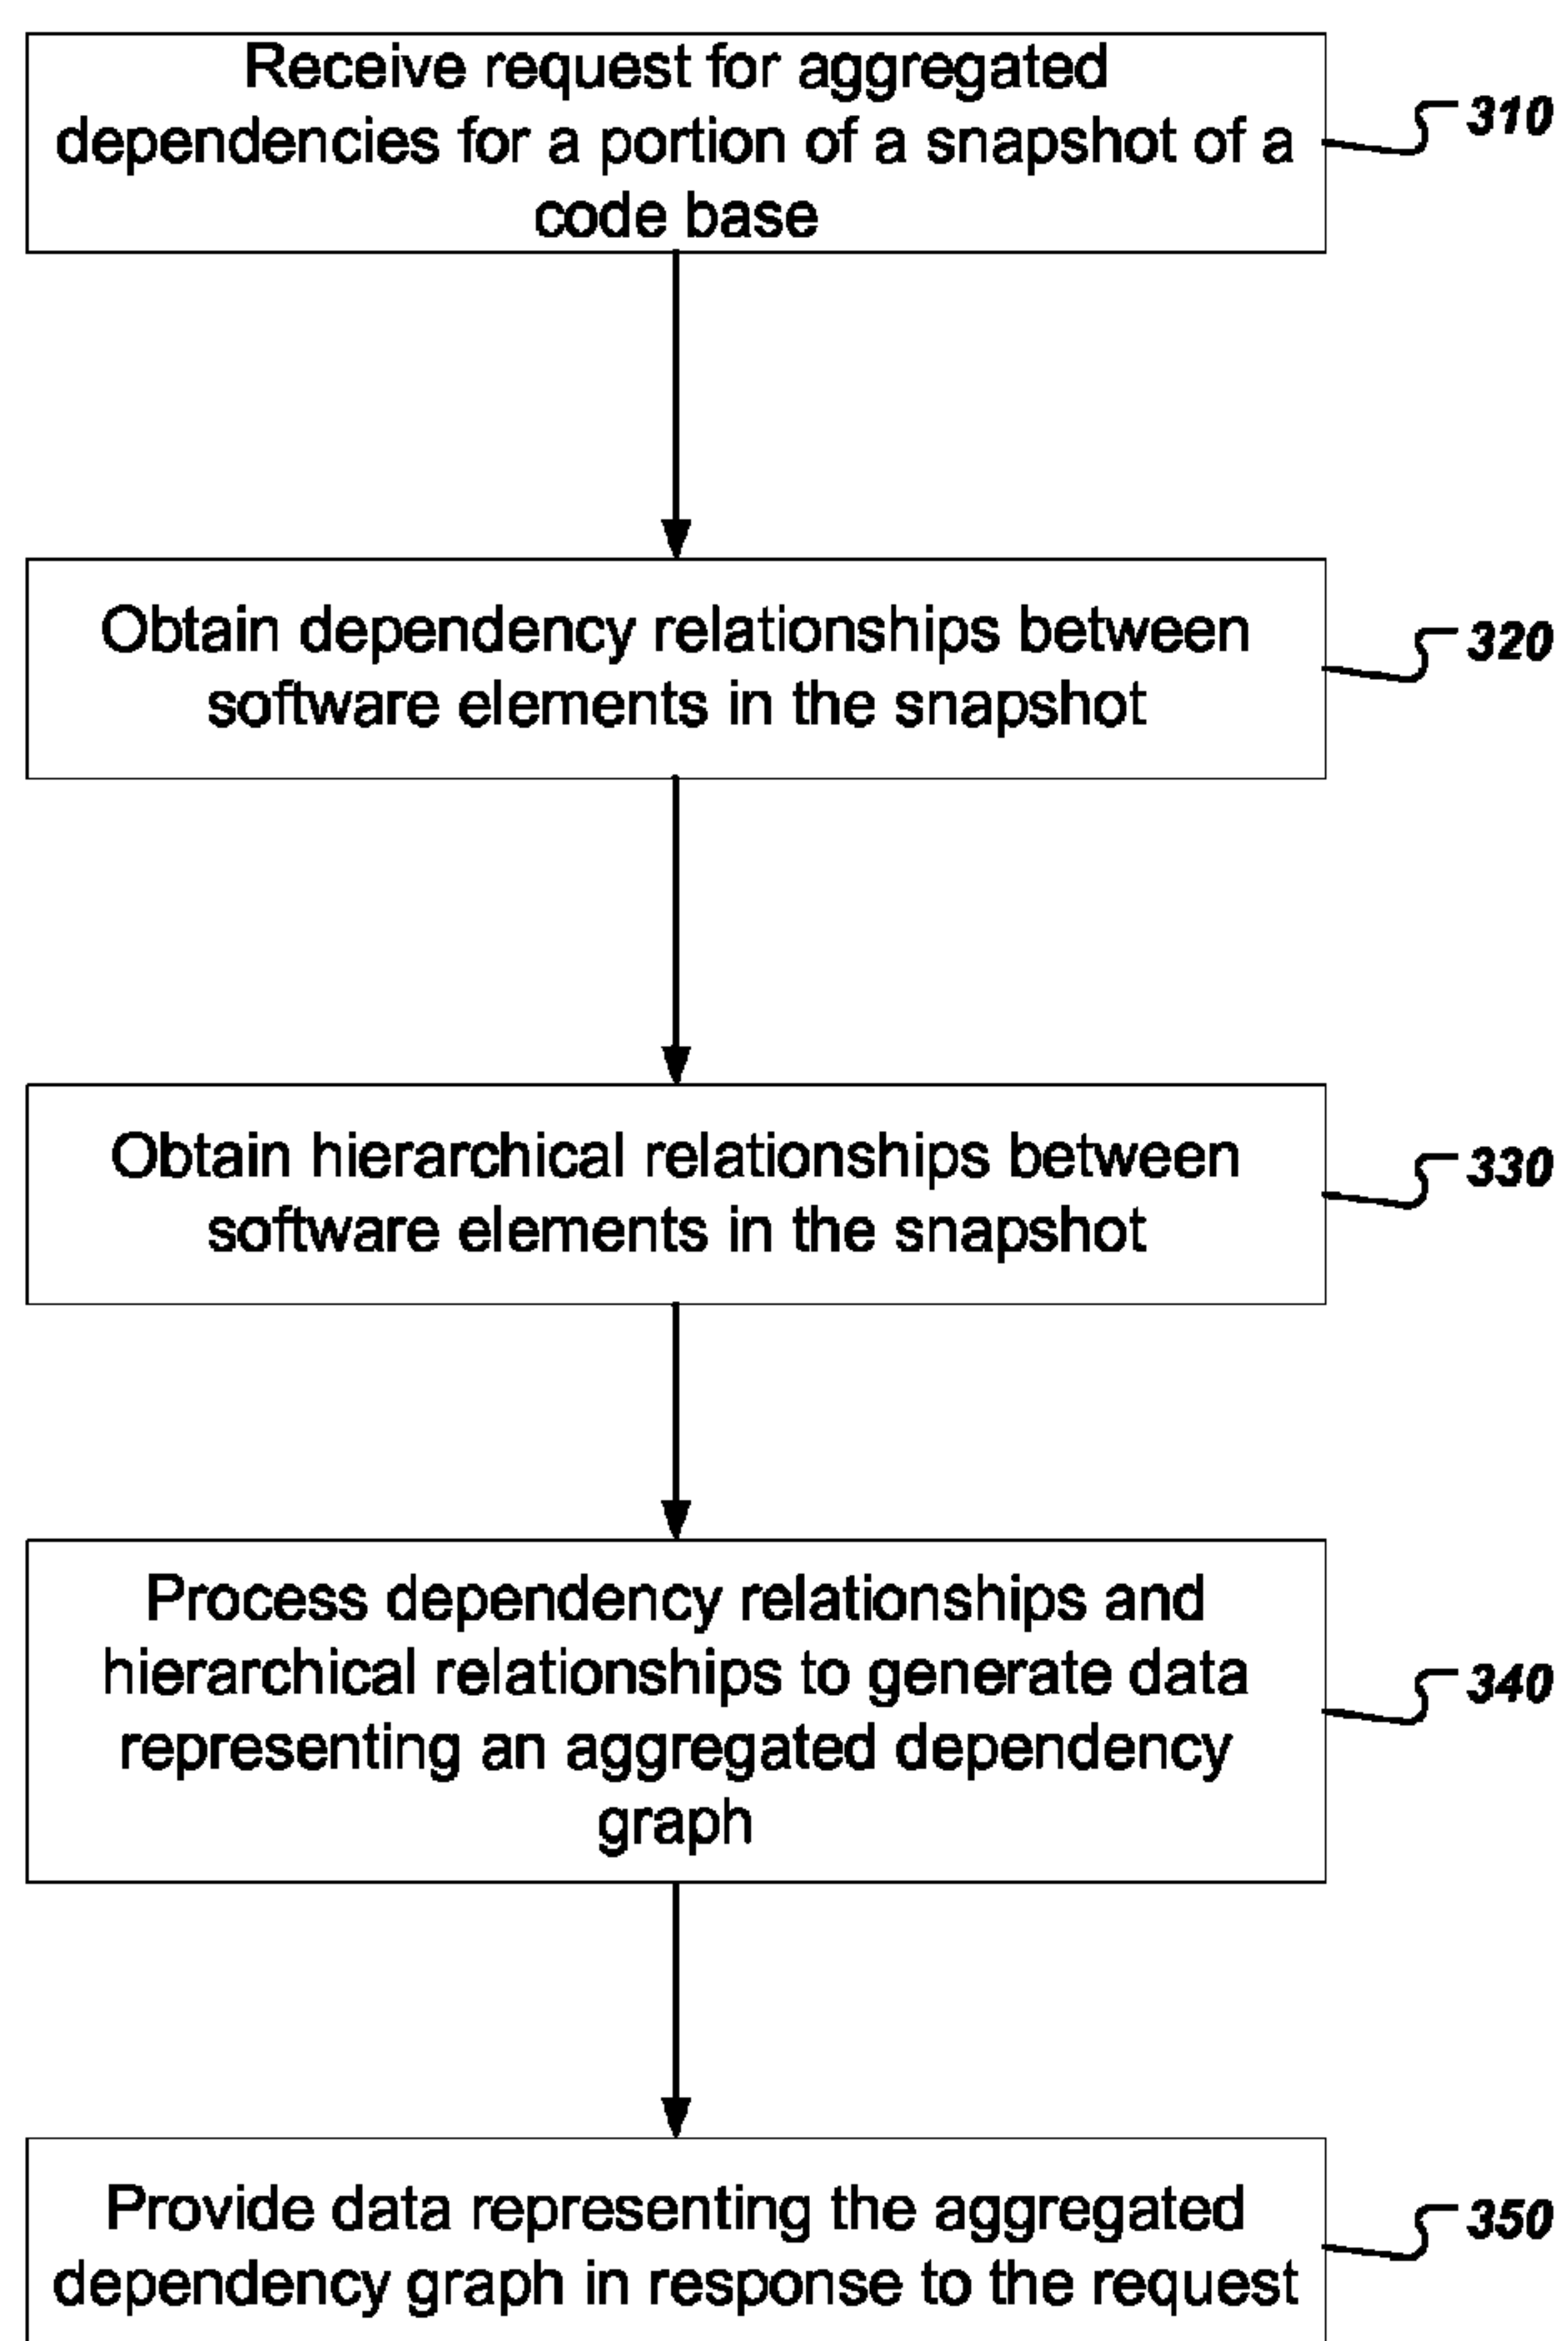 Receive request for aggregated
dependencies for a portion of a snapshot of a
code base
310
Obtain dependency relationships between
software elements in the snapshot
320
Obtain hierarchical relationships between
software elements in the snapshot
330
Process dependency relationships and
hierarchical relationships to generate data
representing an aggregated dependency
graph
340
Provide data representing the aggregated
dependency graph in response to the request
350